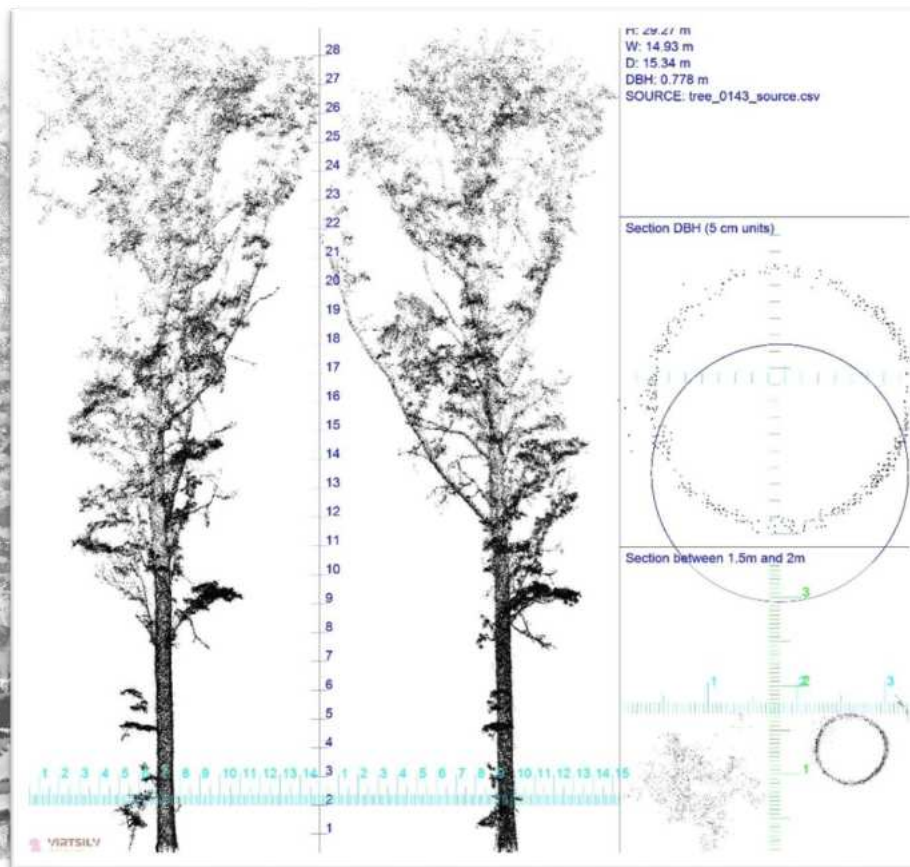 H: 29.27 m
W: 14.93 m
D: 15.34 m
DBH: 0.778 m
SOURCE: tree_0143_source.csv
28
27
26
25
24
23
22
21
20
19
18
17
16
15
14
13
12
11
10
9
8
7
6
5
4
3
2
1
1 2 3 4 5 6 7 8 9 10 11 12 13 14
1 2 3 4 5 6 7 8 9 10 11 12 13 14 15
Section DBH (5 cm units)
Section between 1.5m and 2m
3
2
1
1 2 3
VIRTSILV